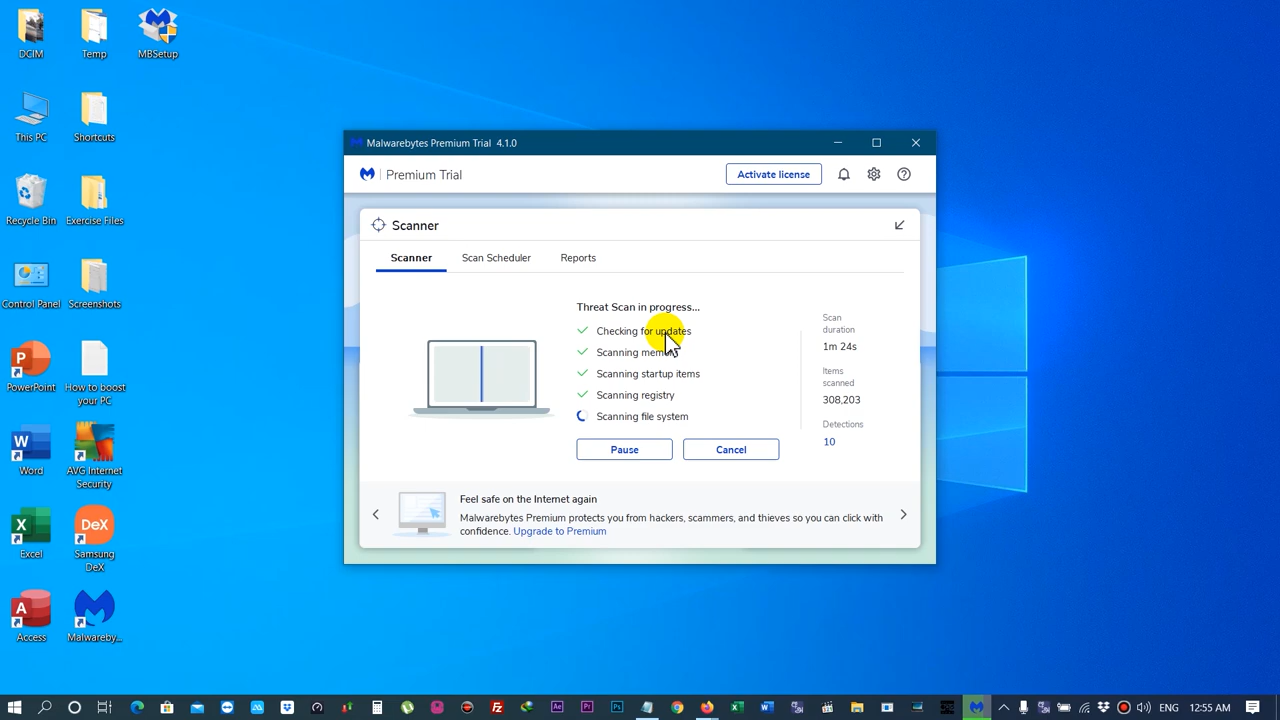 DCIM
Temp
MBSetup
This PC
Shortcuts
Recycle Bin
Exercise Files
Control Panel
Screenshots
PowerPoint
How to boost
your PC
Word
AVG Internet
Security
Excel
Samsung
DeX
Access
Malwareby...
Malwarebytes Premium Trial 4.1.0
Premium Trial
Activate license
Scanner
Scanner
Scan Scheduler
Reports
Threat Scan in progress...
Checking for updates
Scanning memory
Scanning startup items
Scanning registry
Scanning file system
Pause
Cancel
Scan
duration
1m 24s
Items
scanned
308,203
Detections
10
Feel safe on the Internet again
Malwarebytes Premium protects you from hackers, scammers, and thieves so you can click with
confidence. Upgrade to Premium
ENG
12:55 AM